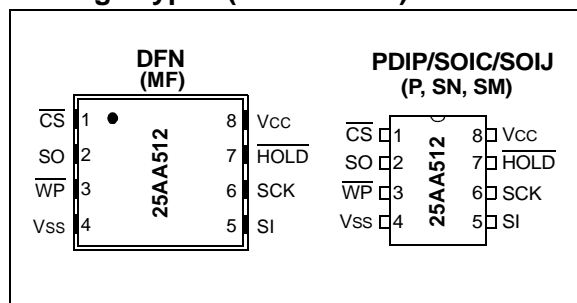 DFN
(MF)
CS 1 8 VCC
SO 2 7 HOLD
WP 3 6 SCK
VSS 4 5 SI
25AA512
PDIP/SOIC/SOIJ
(P, SN, SM)
CS 1 8 VCC
SO 2 7 HOLD
WP 3 6 SCK
VSS 4 5 SI
25AA512